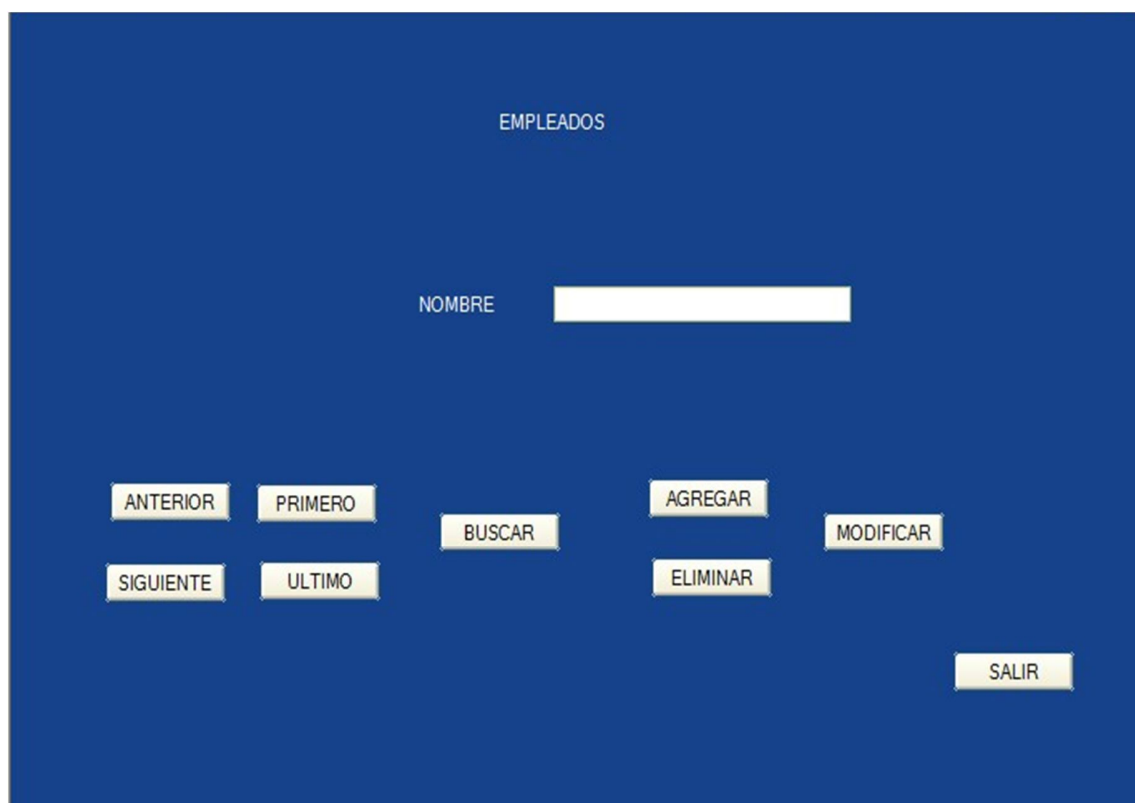 EMPLEADOS
NOMBRE
ANTERIOR
PRIMERO
BUSCAR
AGREGAR
MODIFICAR
SIGUIENTE
ULTIMO
ELIMINAR
SALIR